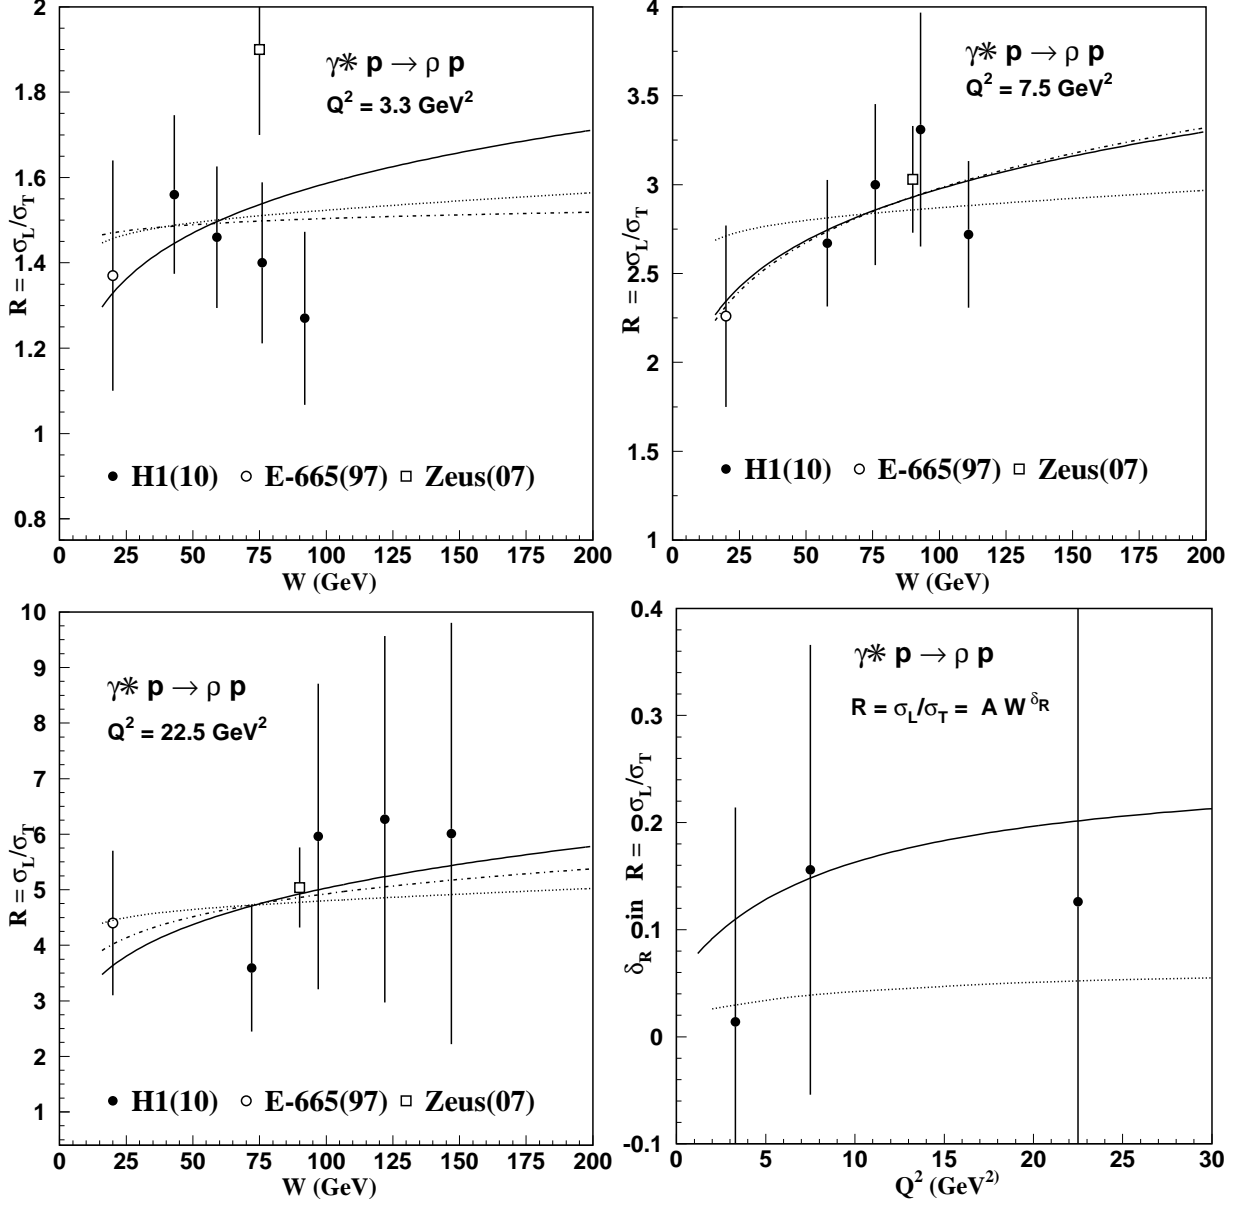 2
1.8
1.6
1.4
1.2
1
0.8
R = σL/σT
γ* p → ρ p
Q² = 3.3 GeV²
H1(10) E-665(97) Zeus(07)
0 25 50 75 100 125 150 175 200
W (GeV)
4
3.5
3
2.5
2
1.5
1
R = σL/σT
γ* p → ρ p
Q² = 7.5 GeV²
H1(10) E-665(97) Zeus(07)
0 25 50 75 100 125 150 175 200
W (GeV)
10
9
8
7
6
5
4
3
2
1
R = σL/σT
γ* p → ρ p
Q² = 22.5 GeV²
H1(10) E-665(97) Zeus(07)
0 25 50 75 100 125 150 175 200
W (GeV)
0.4
0.3
0.2
0.1
0
-0.1
δR in R = σL/σT
γ* p → ρ p
R = σL/σT = A W^δR
0 5 10 15 20 25 30
Q² (GeV²⁾